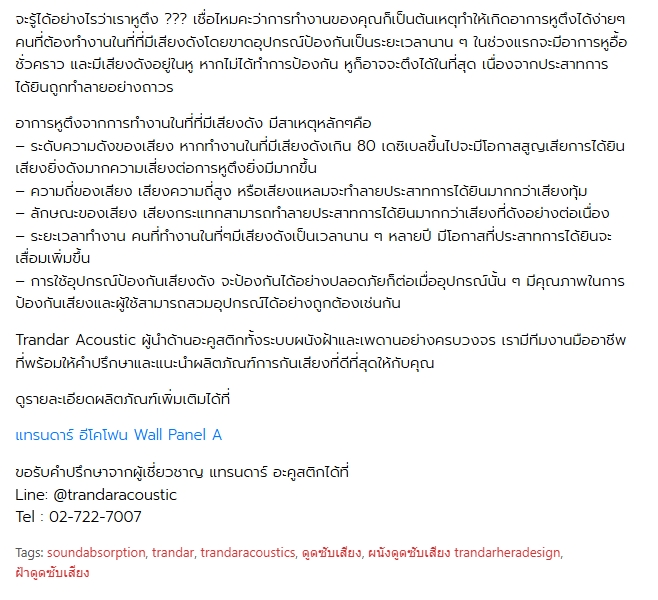 จะรู้ได้อย่างไรว่าเราหูตึง ??? เชื่อไหมคะว่าการทำงานของคุณก็เป็นต้นเหตุทำให้เกิดอาการหูตึงได้ง่ายๆ
คนที่ต้องทำงานในที่ที่มีเสียงดังโดยขาดอุปกรณ์ป้องกันเป็นระยะเวลานาน ๆ ในช่วงแรกจะมีอาการหูอื้อ
ชั่วคราว และมีเสียงดังอยู่ในหู หากไม่ได้ทำการป้องกัน หูก็อาจจะตึงได้ในที่สุด เนื่องจากประสาทการ
ได้ยินถูกทำลายอย่างถาวร
อาการหูตึงจากการทำงานในที่ที่มีเสียงดัง มีสาเหตุหลักๆคือ
– ระดับความดังของเสียง หากทำงานในที่มีเสียงดังเกิน 80 เดซิเบลขึ้นไปจะมีโอกาสสูญเสียการได้ยิน
เสียงยิ่งดังมากความเสี่ยงต่อการหูตึงยิ่งมีมากขึ้น
– ความถี่ของเสียง เสียงความถี่สูง หรือเสียงแหลมจะทำลายประสาทการได้ยินมากกว่าเสียงทุ้ม
– ลักษณะของเสียง เสียงกระแทกสามารถทำลายประสาทการได้ยินมากกว่าเสียงที่ดังอย่างต่อเนื่อง
– ระยะเวลาทำงาน คนที่ทำงานในที่ๆมีเสียงดังเป็นเวลานาน ๆ หลายปี มีโอกาสที่ประสาทการได้ยินจะ
เสื่อมเพิ่มขึ้น
– การใช้อุปกรณ์ป้องกันเสียงดัง จะป้องกันได้อย่างปลอดภัยก็ต่อเมื่ออุปกรณ์นั้น ๆ มีคุณภาพในการ
ป้องกันเสียงและผู้ใช้สามารถสวมอุปกรณ์ได้อย่างถูกต้องเช่นกัน
Trandar Acoustic ผู้นำด้านอะคูสติกทั้งระบบผนังฝ้าและเพดานอย่างครบวงจร เรามีทีมงานมืออาชีพ
ที่พร้อมให้คำปรึกษาและแนะนำผลิตภัณฑ์การกันเสียงที่ดีที่สุดให้กับคุณ
ดูรายละเอียดผลิตภัณฑ์เพิ่มเติมได้ที่
แทรนดาร์ อีโคโฟน Wall Panel A
ขอรับคำปรึกษาจากผู้เชี่ยวชาญ แทรนดาร์ อะคูสติกได้ที่
Line: @trandaracoustic
Tel : 02-722-7007
Tags: soundabsorption, trandar, trandaracoustics, ดูดซับเสียง, ผนังดูดซับเสียง trandarheradesign,
ฝ้าดูดซับเสียง